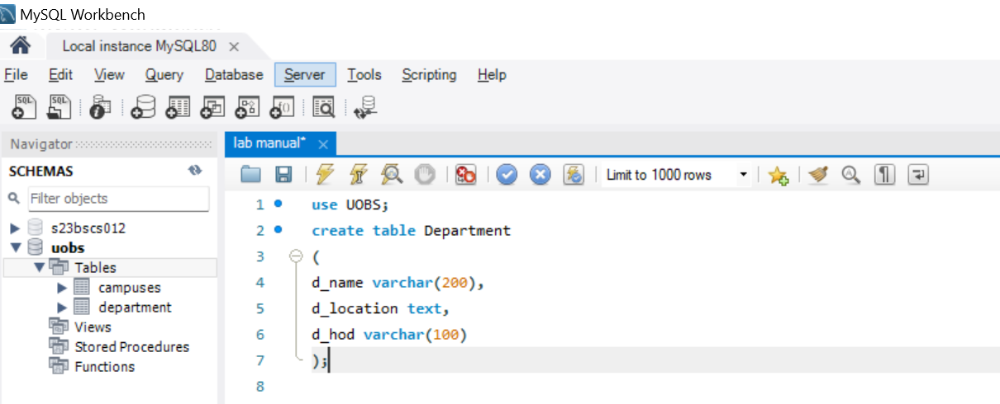 MySQL Workbench
Local instance MySQL80
File Edit View Query Database Server Tools Scripting Help
SQL SQL f()
Navigator
lab manual*
SCHEMAS
Limit to 1000 rows
Filter objects
s23bscs012
uobs
Tables
campuses
department
Views
Stored Procedures
Functions
1 use UOBS;
2 create table Department
3 (
4 d_name varchar(200),
5 d_location text,
6 d_hod varchar(100)
7 );
8